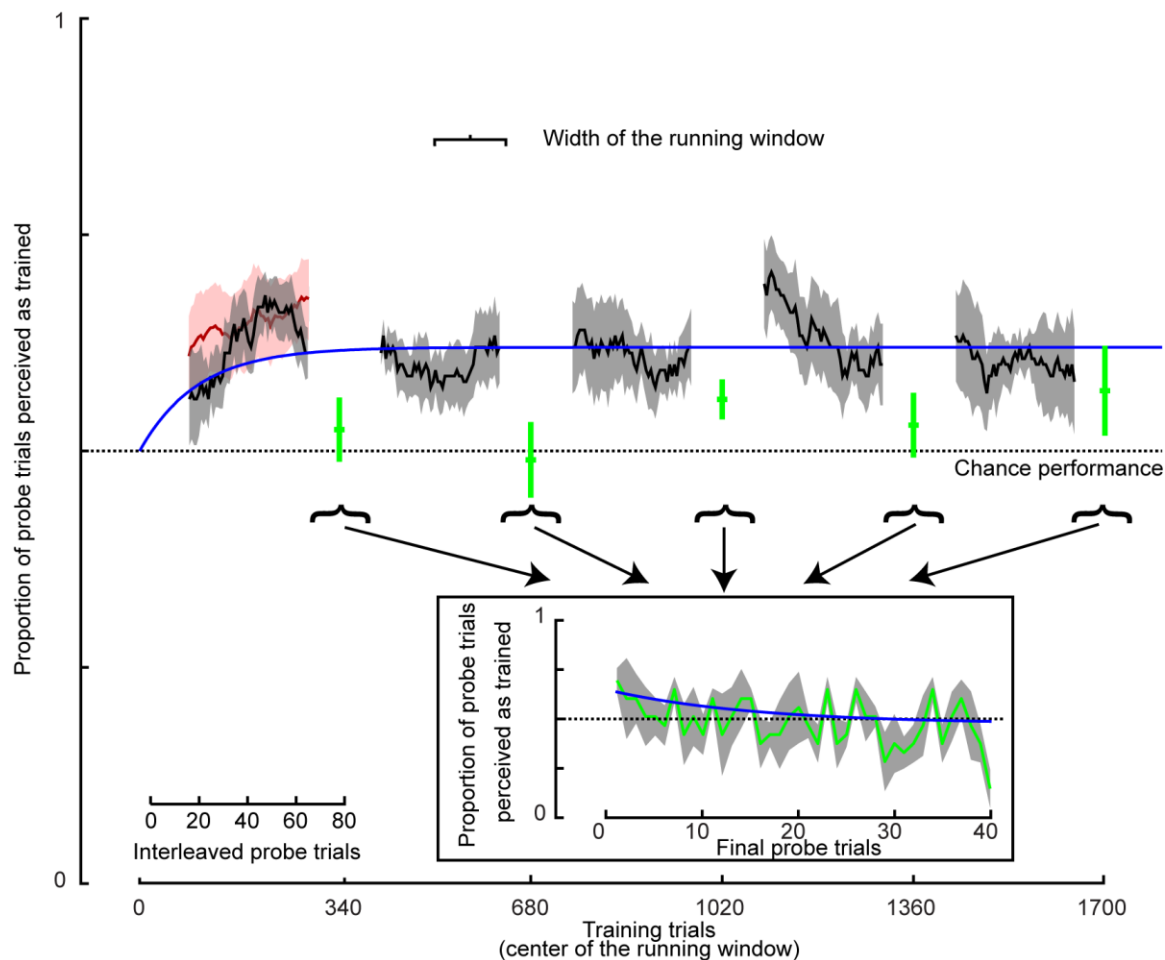 1
Width of the running window
Proportion of probe trials perceived as trained
Chance performance
Proportion of probe trials
perceived as trained
1
0
0 10 20 30 40
Final probe trials
0 20 40 60 80
Interleaved probe trials
0
0 340 680 1020 1360 1700
Training trials
(center of the running window)